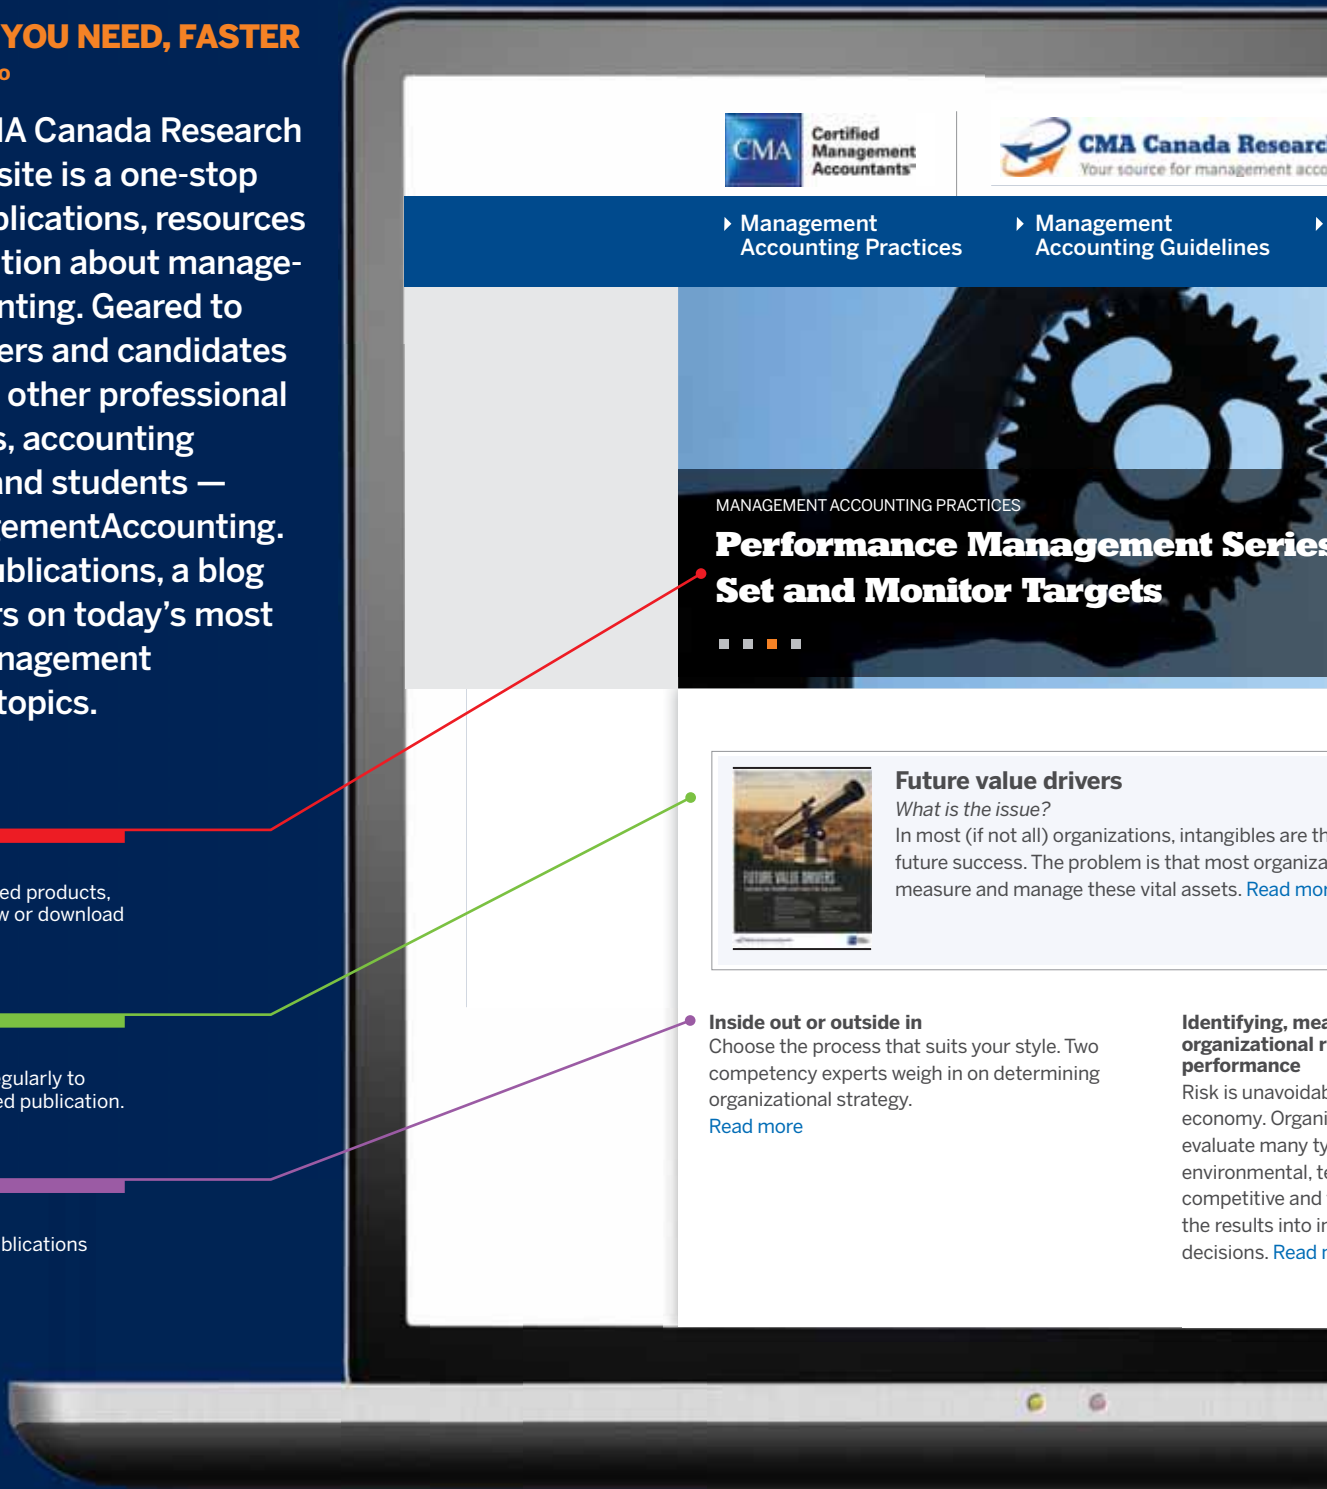 YOU NEED, FASTER
o
MA Canada Research
site is a one-stop
blications, resources
tion about manage-
nting. Geared to
ers and candidates
other professional
s, accounting
and students —
gementAccounting.
ublications, a blog
rs on today’s most
nagement
topics.
ed products,
w or download
gularly to
ed publication.
blications
CMA
Certified
Management
Accountants™
CMA Canada Research
Your source for management acco
Management
Accounting Practices
Management
Accounting Guidelines
MANAGEMENT ACCOUNTING PRACTICES
Performance Management Series
Set and Monitor Targets
FUTURE VALUE DRIVERS
Future value drivers
What is the issue?
In most (if not all) organizations, intangibles are th
future success. The problem is that most organiza
measure and manage these vital assets. Read mor
Inside out or outside in
Choose the process that suits your style. Two
competency experts weigh in on determining
organizational strategy.
Read more
Identifying, mea
organizational r
performance
Risk is unavoidab
economy. Organi
evaluate many ty
environmental, te
competitive and
the results into in
decisions. Read m